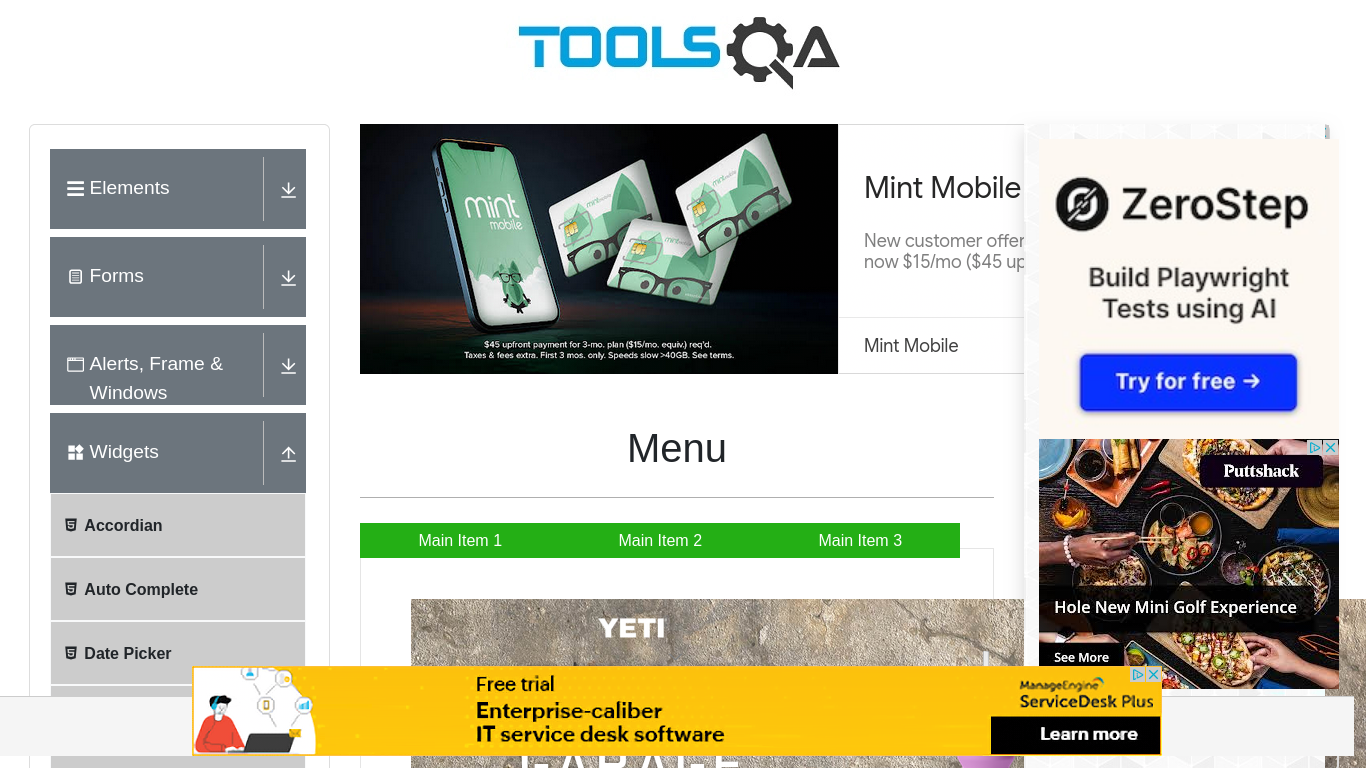 TOOLSQA
Elements
Forms
Alerts, Frame &
Windows
Widgets
Accordian
Auto Complete
Date Picker
mint
mobile
$45 upfront payment for 3-mo. plan ($15/mo. equiv.) req'd.
Taxes & fees extra. First 3 mos. only. Speeds slow >40GB. See terms.
Mint Mobile
New customer offer
now $15/mo ($45 up
Mint Mobile
Menu
Main Item 1
Main Item 2
Main Item 3
YETI
ZeroStep
Build Playwright
Tests using AI
Try for free →
Puttshack
Hole New Mini Golf Experience
See More
Free trial
Enterprise-caliber
IT service desk software
ManageEngine
ServiceDesk Plus
Learn more